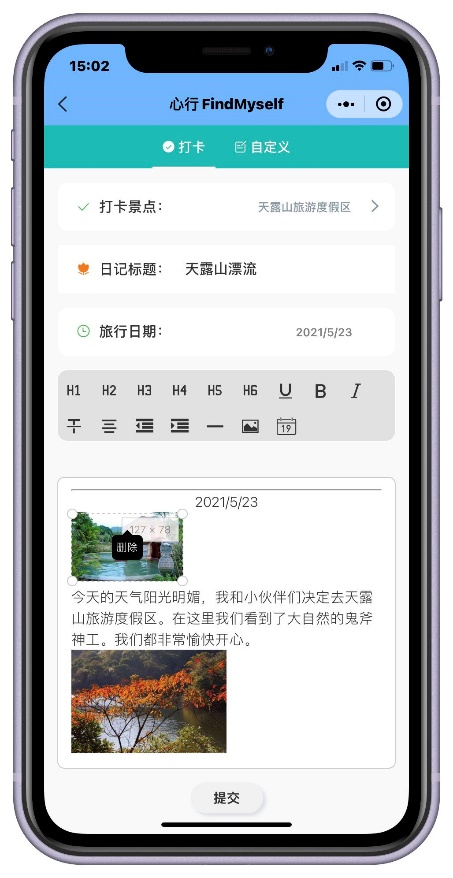 15:02
心行 FindMyself
打卡 自定义
打卡景点： 天露山旅游度假区
日记标题： 天露山漂流
旅行日期： 2021/5/23
H1 H2 H3 H4 H5 H6 U B I
19
2021/5/23
127 × 78
删除
今天的天气阳光明媚，我和小伙伴们决定去天露
山旅游度假区。在这里我们看到了大自然的鬼斧
神工。我们都非常愉快开心。
提交